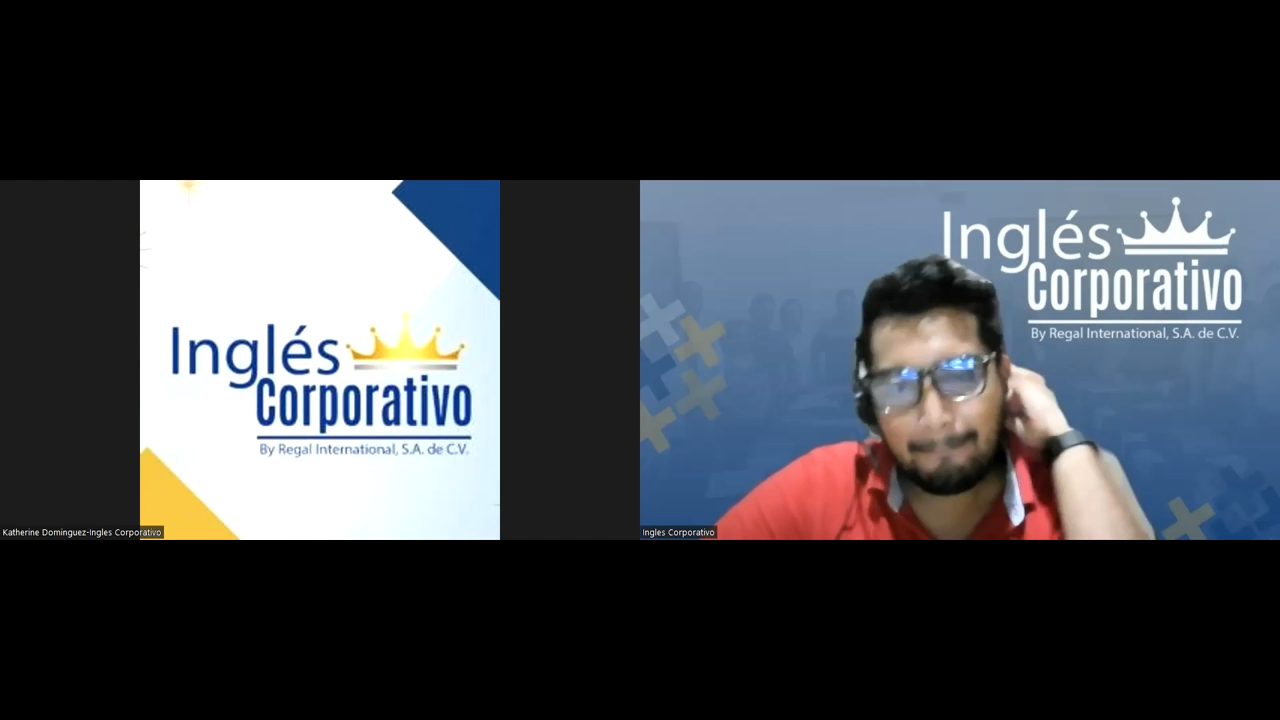 Inglés
Corporativo
By Regal International, S.A. de C.V.
Katherine Dominguez-Ingles Corporativo
Inglés
Corporativo
By Regal International, S.A. de C.V.
Ingles Corporativo